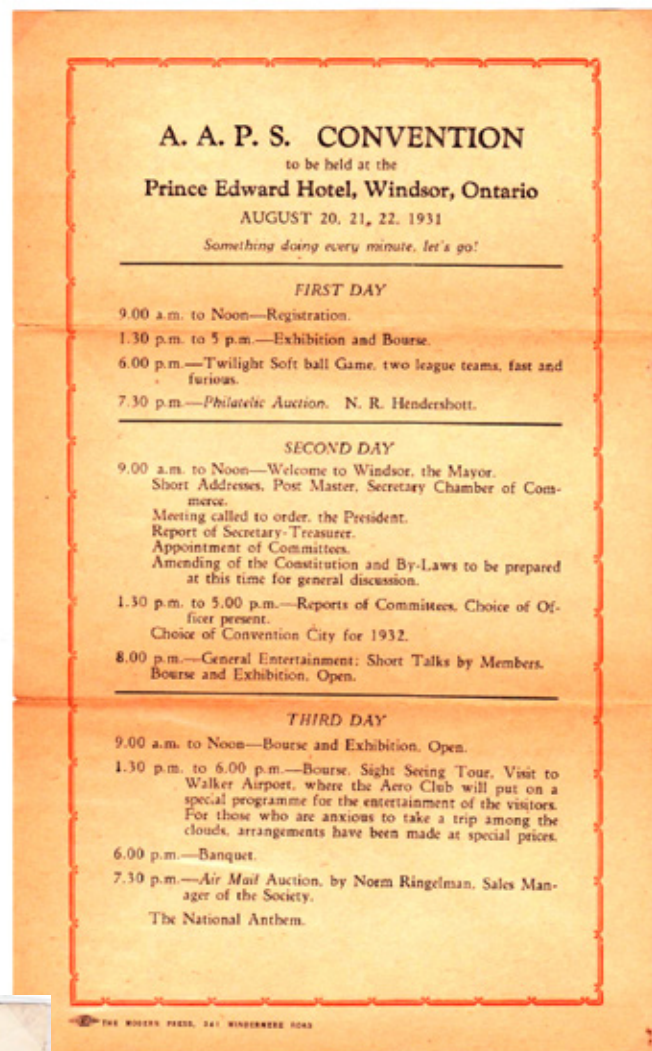 A. A. P. S. CONVENTION
to be held at the
Prince Edward Hotel, Windsor, Ontario
AUGUST 20, 21, 22, 1931
Something doing every minute, let's go!
FIRST DAY
9.00 a.m. to Noon—Registration.
1.30 p.m. to 5 p.m.—Exhibition and Bourse.
6.00 p.m.—Twilight Soft ball Game, two league teams, fast and
furious.
7.30 p.m.—Philatelic Auction. N. R. Hendershott.
SECOND DAY
9.00 a.m. to Noon—Welcome to Windsor, the Mayor.
Short Addresses, Post Master, Secretary Chamber of Com-
merce.
Meeting called to order, the President.
Report of Secretary-Treasurer.
Appointment of Committees.
Amending of the Constitution and By-Laws to be prepared
at this time for general discussion.
1.30 p.m. to 5.00 p.m.—Reports of Committees, Choice of Of-
ficer present.
Choice of Convention City for 1932.
8.00 p.m.—General Entertainment; Short Talks by Members.
Bourse and Exhibition, Open.
THIRD DAY
9.00 a.m. to Noon—Bourse and Exhibition, Open.
1.30 p.m. to 6.00 p.m.—Bourse, Sight Seeing Tour, Visit to
Walker Airport, where the Aero Club will put on a
special programme for the entertainment of the visitors.
For those who are anxious to take a trip among the
clouds, arrangements have been made at special prices.
6.00 p.m.—Banquet.
7.30 p.m.—Air Mail Auction, by Norm Ringelman, Sales Man-
ager of the Society.
The National Anthem.
THE MODERN PRESS, 341 WINDERMERE ROAD